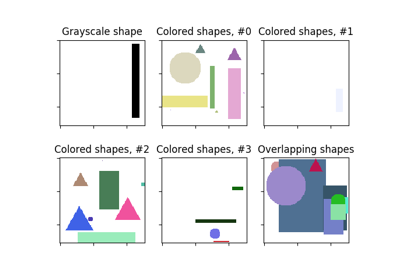 Grayscale shape
Colored shapes, #0
Colored shapes, #1
Colored shapes, #2
Colored shapes, #3
Overlapping shapes